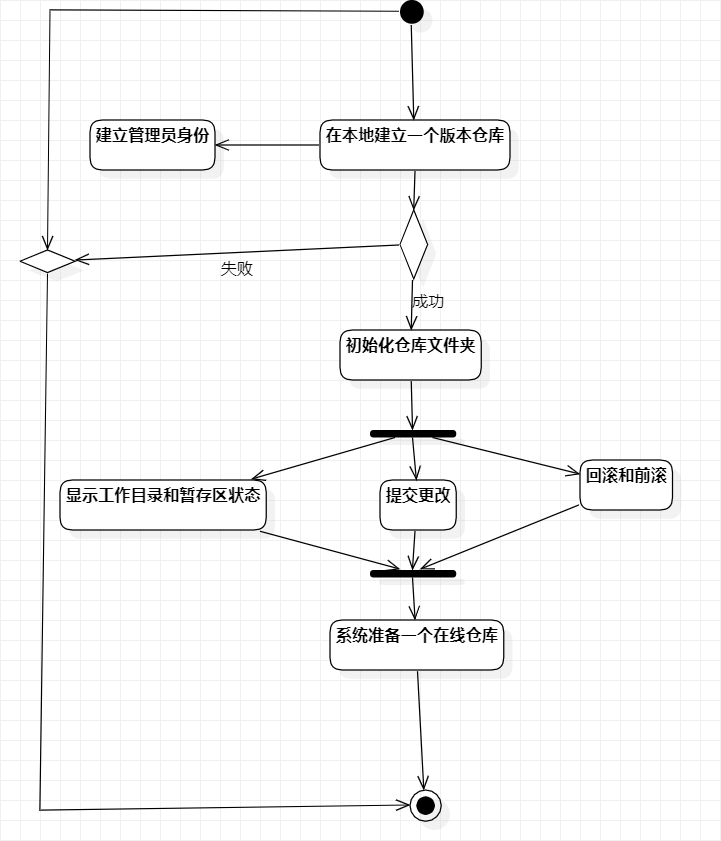 建立管理员身份
在本地建立一个版本仓库
失败
成功
初始化仓库文件夹
显示工作目录和暂存区状态
提交更改
回滚和前滚
系统准备一个在线仓库